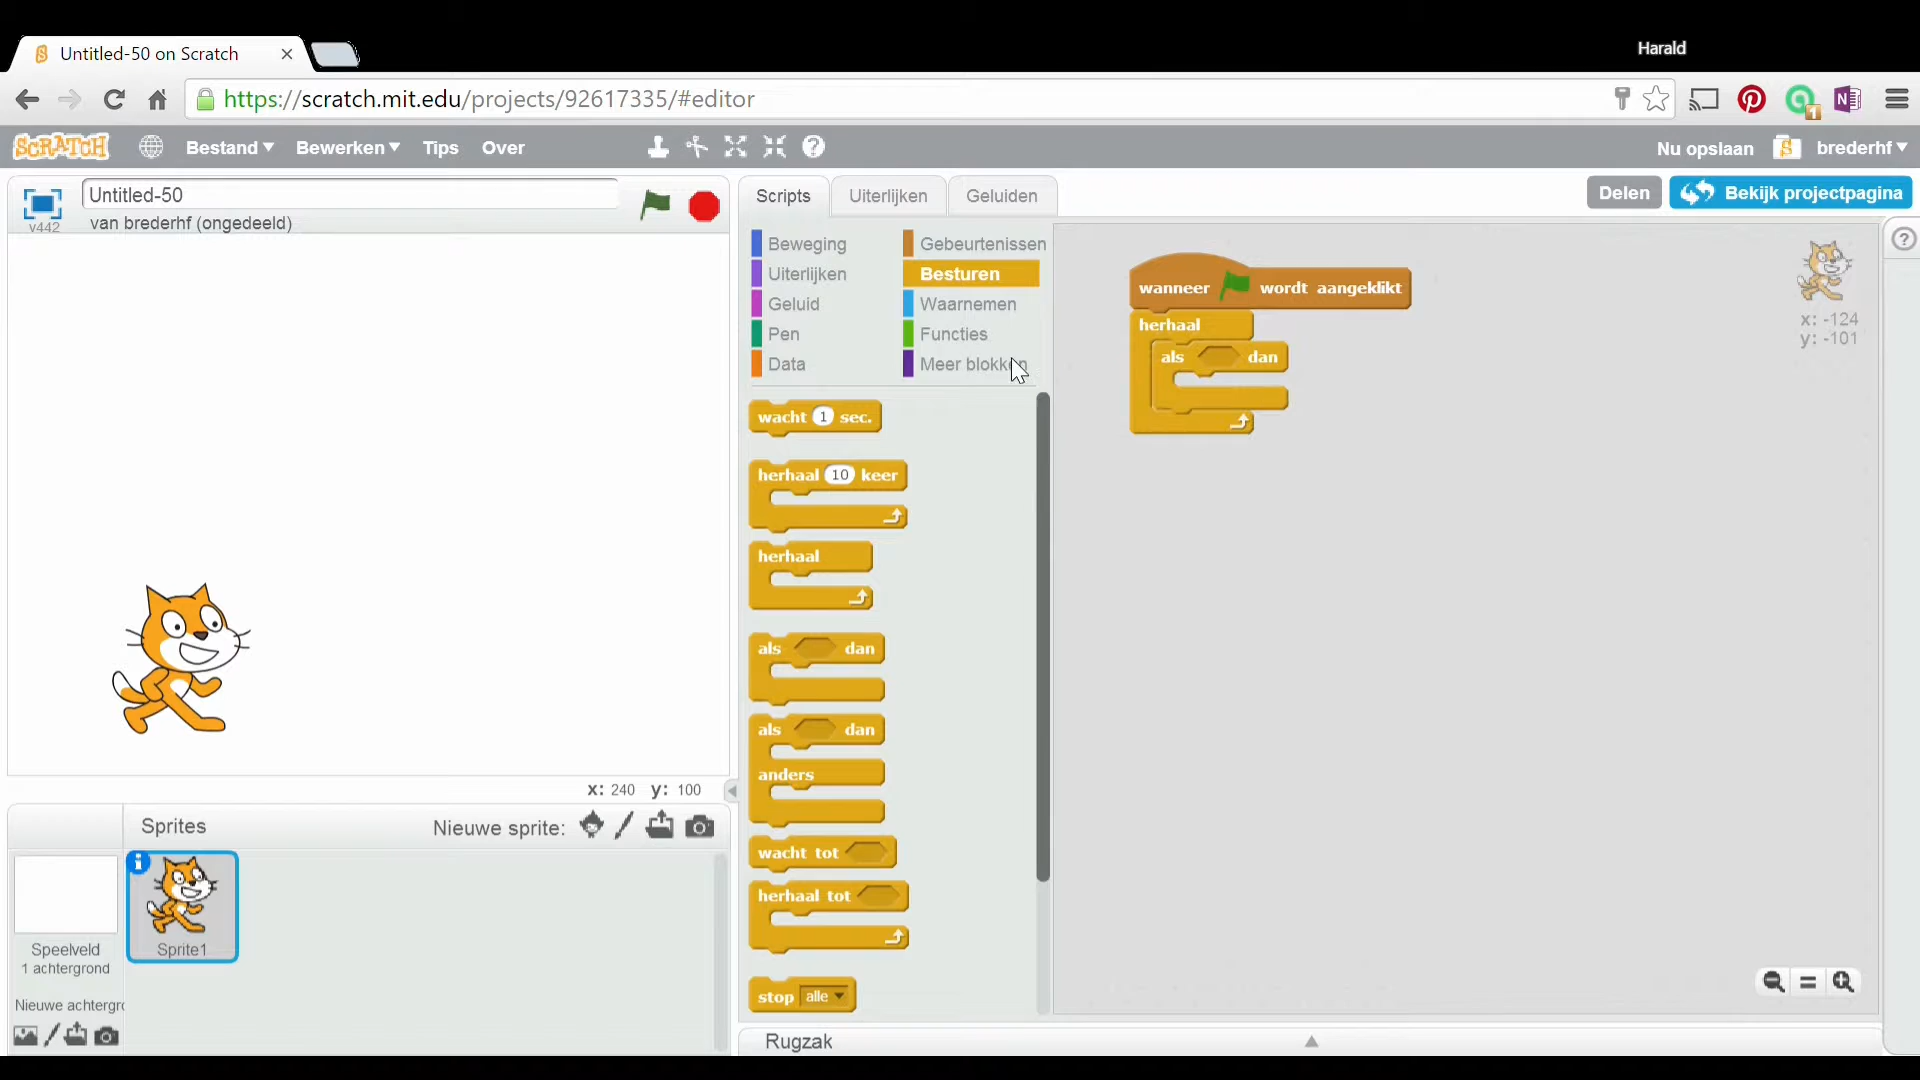 Harald
Untitled-50 on Scratch
https://scratch.mit.edu/projects/92617335/#editor
SCRATCH Bestand Bewerken Tips Over Nu opslaan brederhf
v442 Untitled-50
van brederhf (ongedeeld)
Scripts Uiterlijken Geluiden
Delen Bekijk projectpagina
Beweging Gebeurtenissen
Uiterlijken Besturen
Geluid Waarnemen
Pen Functies
Data Meer blokken
wacht 1 sec.
herhaal 10 keer
herhaal
als dan
als dan
anders
wacht tot
herhaal tot
stop alle
wanneer wordt aangeklikt
herhaal
als dan
x: -124
y: -101
x: 240 y: 100
Sprites Nieuwe sprite:
Speelveld
1 achtergrond
Sprite1
Nieuwe achtergrc
Rugzak